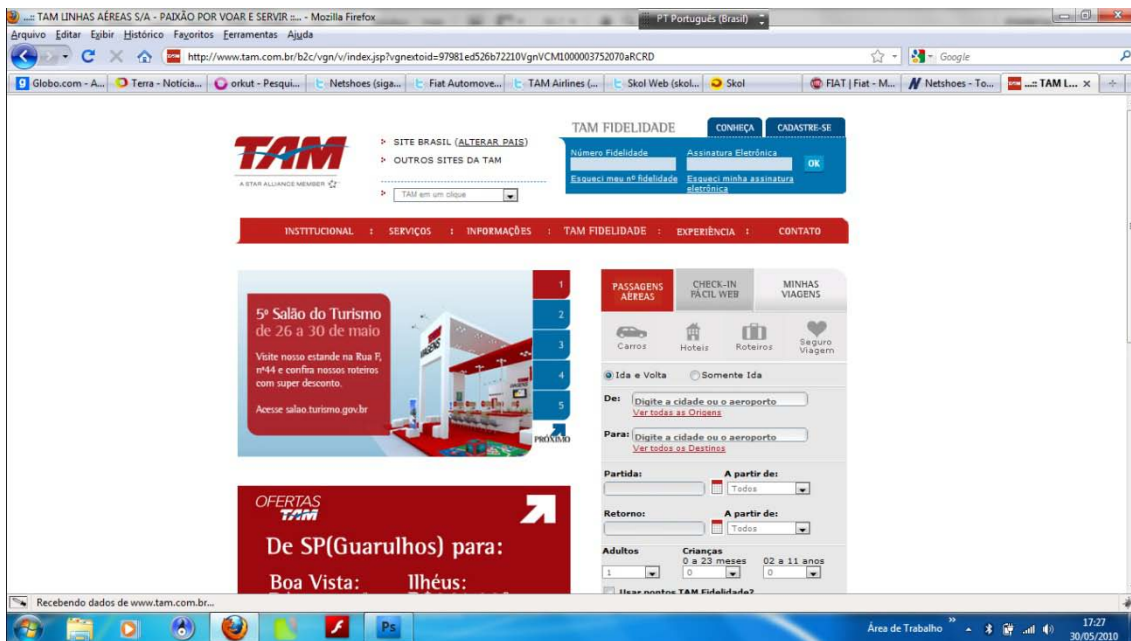 ...:: TAM LINHAS AÉREAS S/A - PAIXÃO POR VOAR E SERVIR ::... - Mozilla Firefox
PT Português (Brasil)
Arquivo Editar Exibir Histórico Favoritos Ferramentas Ajuda
http://www.tam.com.br/b2c/vgn/v/index.jsp?vgnextoid=97981ed526b72210VgnVCM1000003752070aRCRD
Google
Globo.com - A... Terra - Notícia... orkut - Pesqui... Netshoes (siga... Fiat Automove... TAM Airlines (... Skol Web (skol... Skol FIAT | Fiat - M... Netshoes - To... ...:: TAM L...
TAM
A STAR ALLIANCE MEMBER
SITE BRASIL (ALTERAR PAÍS)
OUTROS SITES DA TAM
TAM em um clique
TAM FIDELIDADE
CONHEÇA
CADASTRE-SE
Número Fidelidade
Assinatura Eletrônica
OK
Esqueci meu nº fidelidade
Esqueci minha assinatura
eletrônica
INSTITUCIONAL : SERVIÇOS : INFORMAÇÕES : TAM FIDELIDADE : EXPERIÊNCIA : CONTATO
5º Salão do Turismo
de 26 a 30 de maio
Visite nosso estande na Rua F,
nº44 e confira nossos roteiros
com super desconto.
Acesse salao.turismo.gov.br
1
2
3
4
5
PRÓXIMO
OFERTAS
TAM
De SP(Guarulhos) para:
Boa Vista: Ilhéus:
PASSAGENS
AÉREAS
CHECK-IN
FÁCIL WEB
MINHAS
VIAGENS
Carros
Hoteis
Roteiros
Seguro
Viagem
Ida e Volta
Somente Ida
De: Digite a cidade ou o aeroporto
Ver todas as Origens
Para: Digite a cidade ou o aeroporto
Ver todos os Destinos
Partida: A partir de:
Todos
Retorno: A partir de:
Todos
Adultos Crianças
0 a 23 meses 02 a 11 anos
1 0 0
Usar pontos TAM Fidelidade?
Recebendo dados de www.tam.com.br...
Ps
Área de Trabalho
17:27
30/05/2010